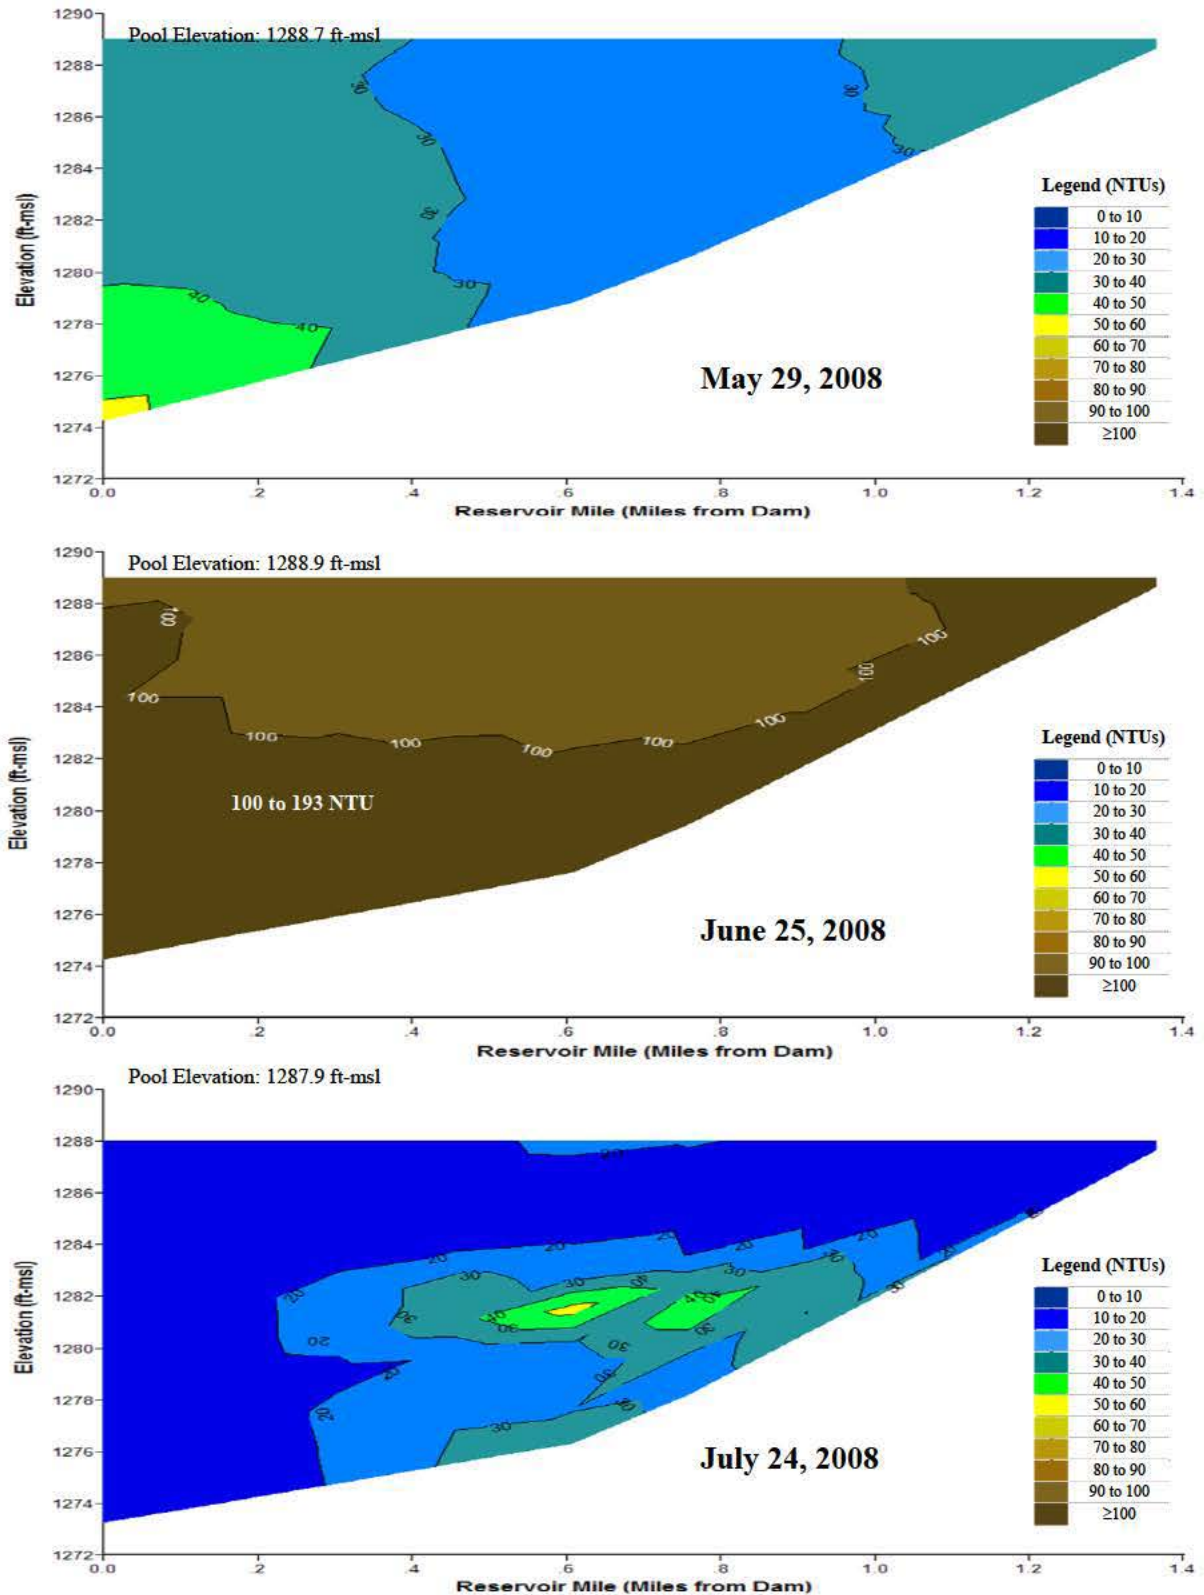 Pool Elevation: 1288.7 ft-msl
1290
1288
1286
1284
1282
1280
1278
1276
1274
1272
Elevation (ft-msl)
30
30
30
30
40
40
30
30
Legend (NTUs)
0 to 10
10 to 20
20 to 30
30 to 40
40 to 50
50 to 60
60 to 70
70 to 80
80 to 90
90 to 100
≥100
May 29, 2008
0.0 .2 .4 .6 .8 1.0 1.2 1.4
Reservoir Mile (Miles from Dam)
Pool Elevation: 1288.9 ft-msl
1290
1288
1286
1284
1282
1280
1278
1276
1274
1272
Elevation (ft-msl)
100
100
100
100
100
100
100
100
100
100 to 193 NTU
Legend (NTUs)
0 to 10
10 to 20
20 to 30
30 to 40
40 to 50
50 to 60
60 to 70
70 to 80
80 to 90
90 to 100
≥100
June 25, 2008
0.0 .2 .4 .6 .8 1.0 1.2 1.4
Reservoir Mile (Miles from Dam)
Pool Elevation: 1287.9 ft-msl
1290
1288
1286
1284
1282
1280
1278
1276
1274
1272
Elevation (ft-msl)
20
20
20
20
20
20
20
30
30
30
30
40
40
40
40
30
30
30
30
30
20
20
20
20
30
30
30
Legend (NTUs)
0 to 10
10 to 20
20 to 30
30 to 40
40 to 50
50 to 60
60 to 70
70 to 80
80 to 90
90 to 100
≥100
July 24, 2008
0.0 .2 .4 .6 .8 1.0 1.2 1.4
Reservoir Mile (Miles from Dam)